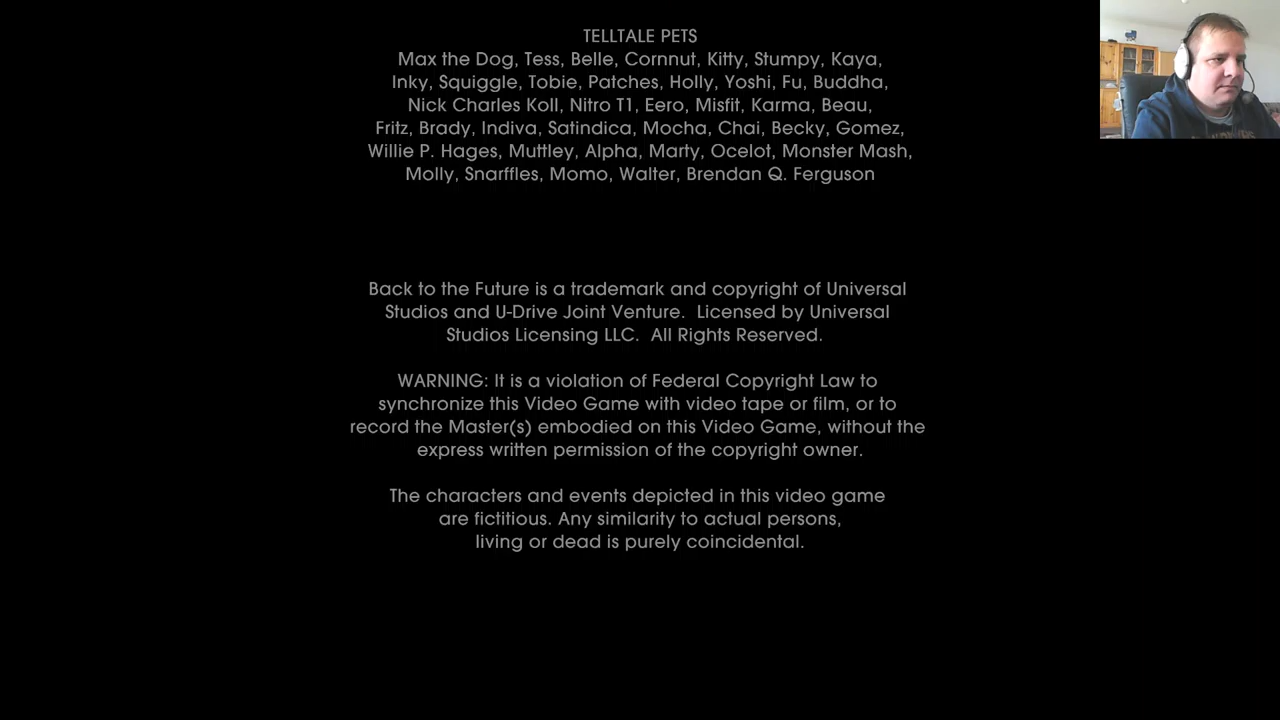 TELLTALE PETS
Max the Dog, Tess, Belle, Cornnut, Kitty, Stumpy, Kaya,
Inky, Squiggle, Tobie, Patches, Holly, Yoshi, Fu, Buddha,
Nick Charles Koll, Nitro T1, Eero, Misfit, Karma, Beau,
Fritz, Brady, Indiva, Satindica, Mocha, Chai, Becky, Gomez,
Willie P. Hages, Muttley, Alpha, Marty, Ocelot, Monster Mash,
Molly, Snarffles, Momo, Walter, Brendan Q. Ferguson
Back to the Future is a trademark and copyright of Universal
Studios and U-Drive Joint Venture.  Licensed by Universal
Studios Licensing LLC.  All Rights Reserved.
WARNING: It is a violation of Federal Copyright Law to
synchronize this Video Game with video tape or film, or to
record the Master(s) embodied on this Video Game, without the
express written permission of the copyright owner.
The characters and events depicted in this video game
are fictitious. Any similarity to actual persons,
living or dead is purely coincidental.